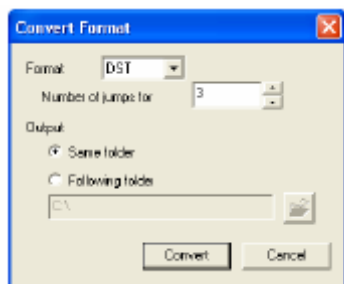 Convert Format
Format DST
Number of jumps for 3
Output
Same folder
Following folder
C:\
Convert Cancel